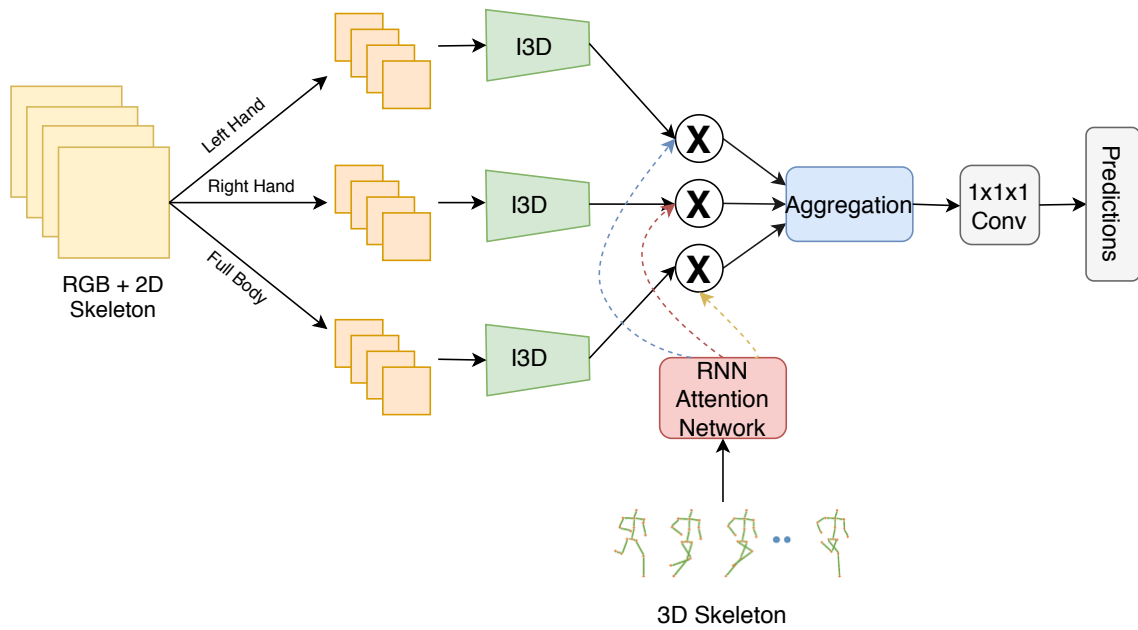 I3D
Left Hand
X
Right Hand
I3D
X
Aggregation
1x1x1
Conv
Predictions
Full Body
RGB + 2D
Skeleton
X
I3D
RNN
Attention
Network
3D Skeleton